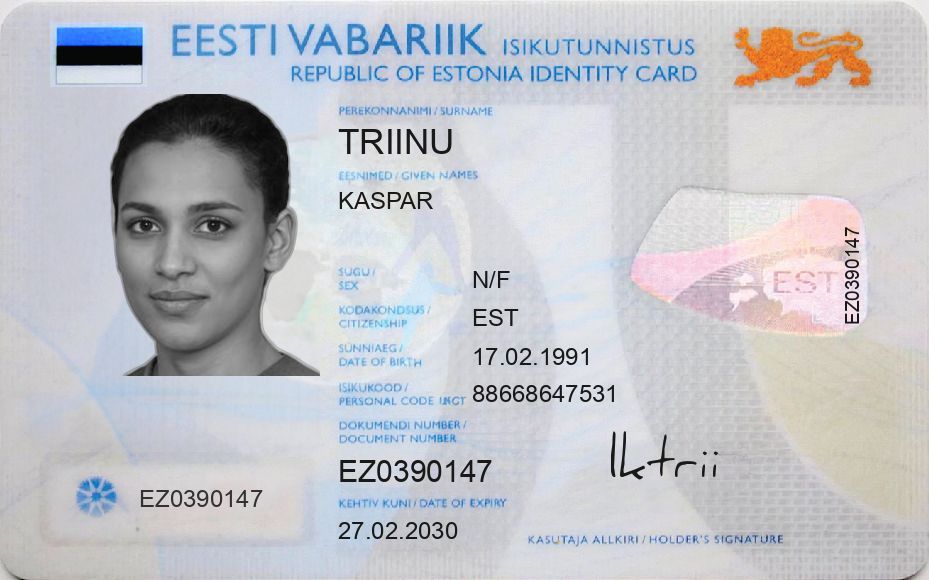 EESTI VABARIIK ISIKUTUNNISTUS
REPUBLIC OF ESTONIA IDENTITY CARD
PEREKONNANIMI / SURNAME
TRIINU
EESNIMED / GIVEN NAMES
KASPAR
SUGU /
SEX
N/F
KODAKONDSUS /
CITIZENSHIP
EST
SÜNNIAEG /
DATE OF BIRTH
17.02.1991
ISIKUKOOD /
PERSONAL CODE
88668647531
DOKUMENDI NUMBER /
DOCUMENT NUMBER
EZ0390147
KEHTIV KUNI / DATE OF EXPIRY
27.02.2030
EZ0390147
EST
EZ0390147
KASUTAJA ALLKIRI / HOLDER'S SIGNATURE